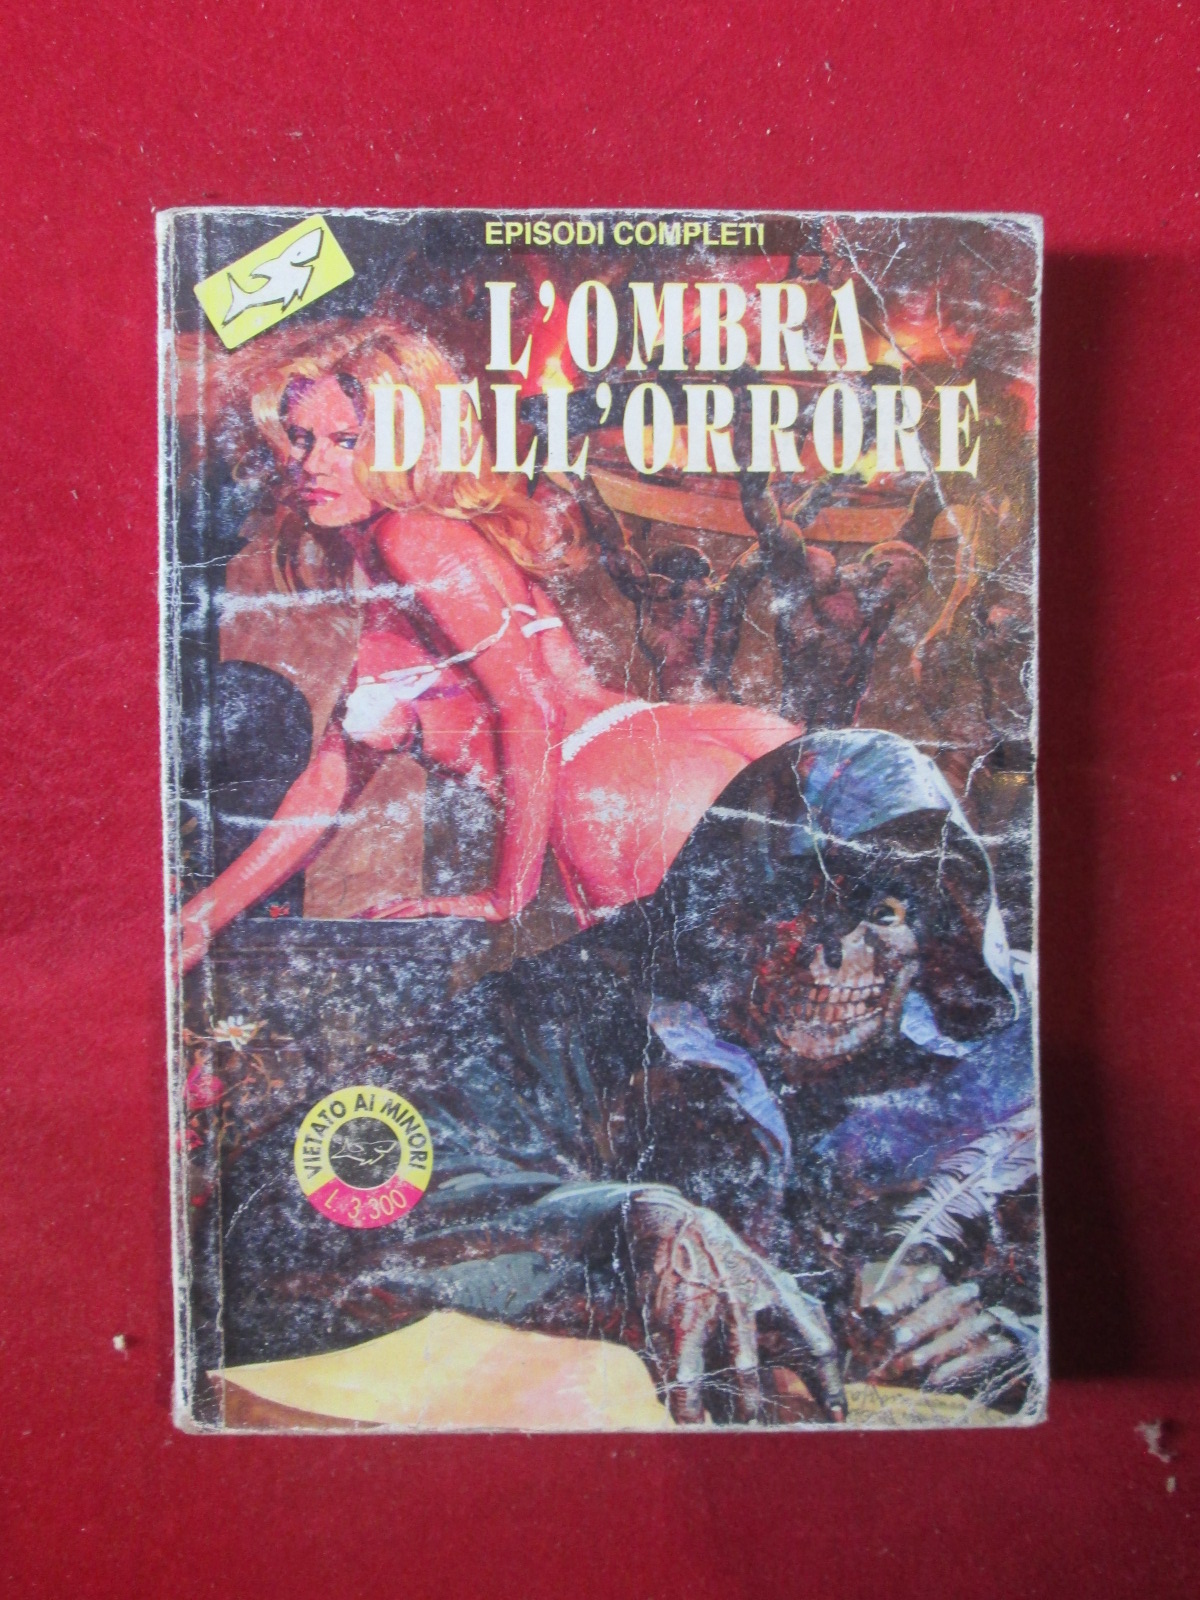 EPISODI COMPLETI
L'OMBRA
DELL'ORRORE
VIETATO AI MINORI
L. 3.300